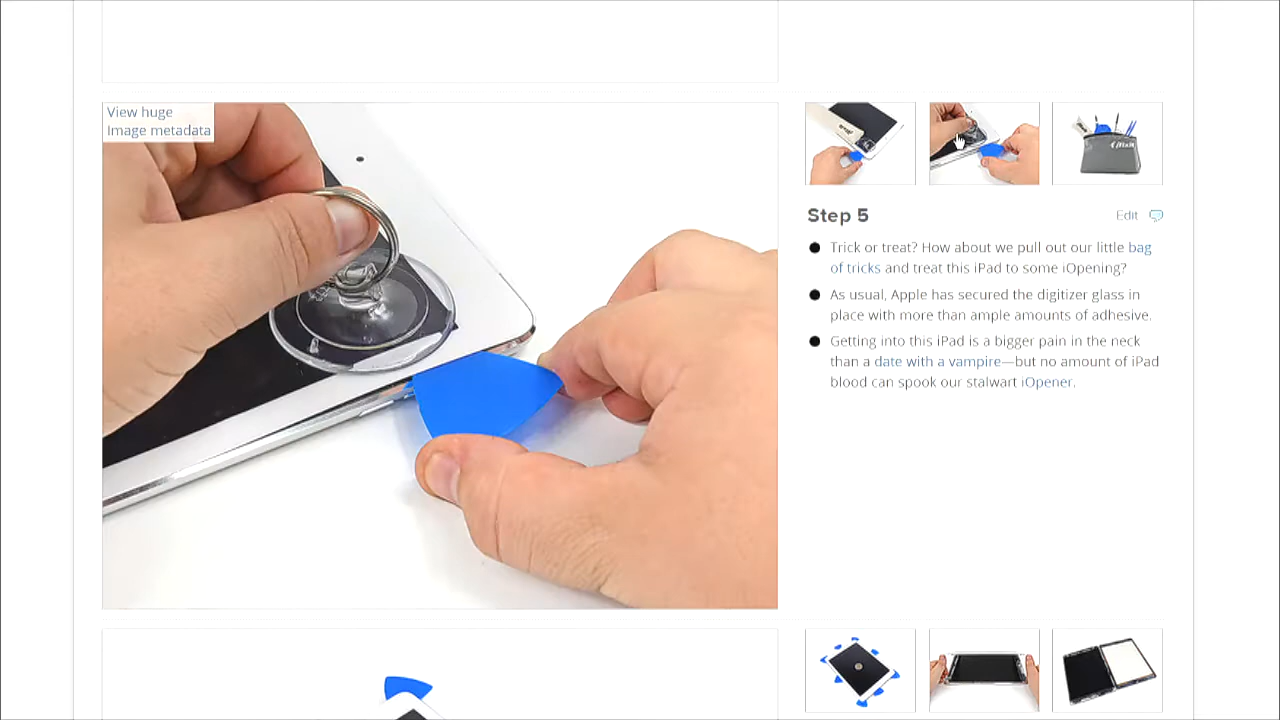 View huge
Image metadata
Step 5
Edit
Trick or treat? How about we pull out our little bag
of tricks and treat this iPad to some iOpening?
As usual, Apple has secured the digitizer glass in
place with more than ample amounts of adhesive.
Getting into this iPad is a bigger pain in the neck
than a date with a vampire—but no amount of iPad
blood can spook our stalwart iOpener.